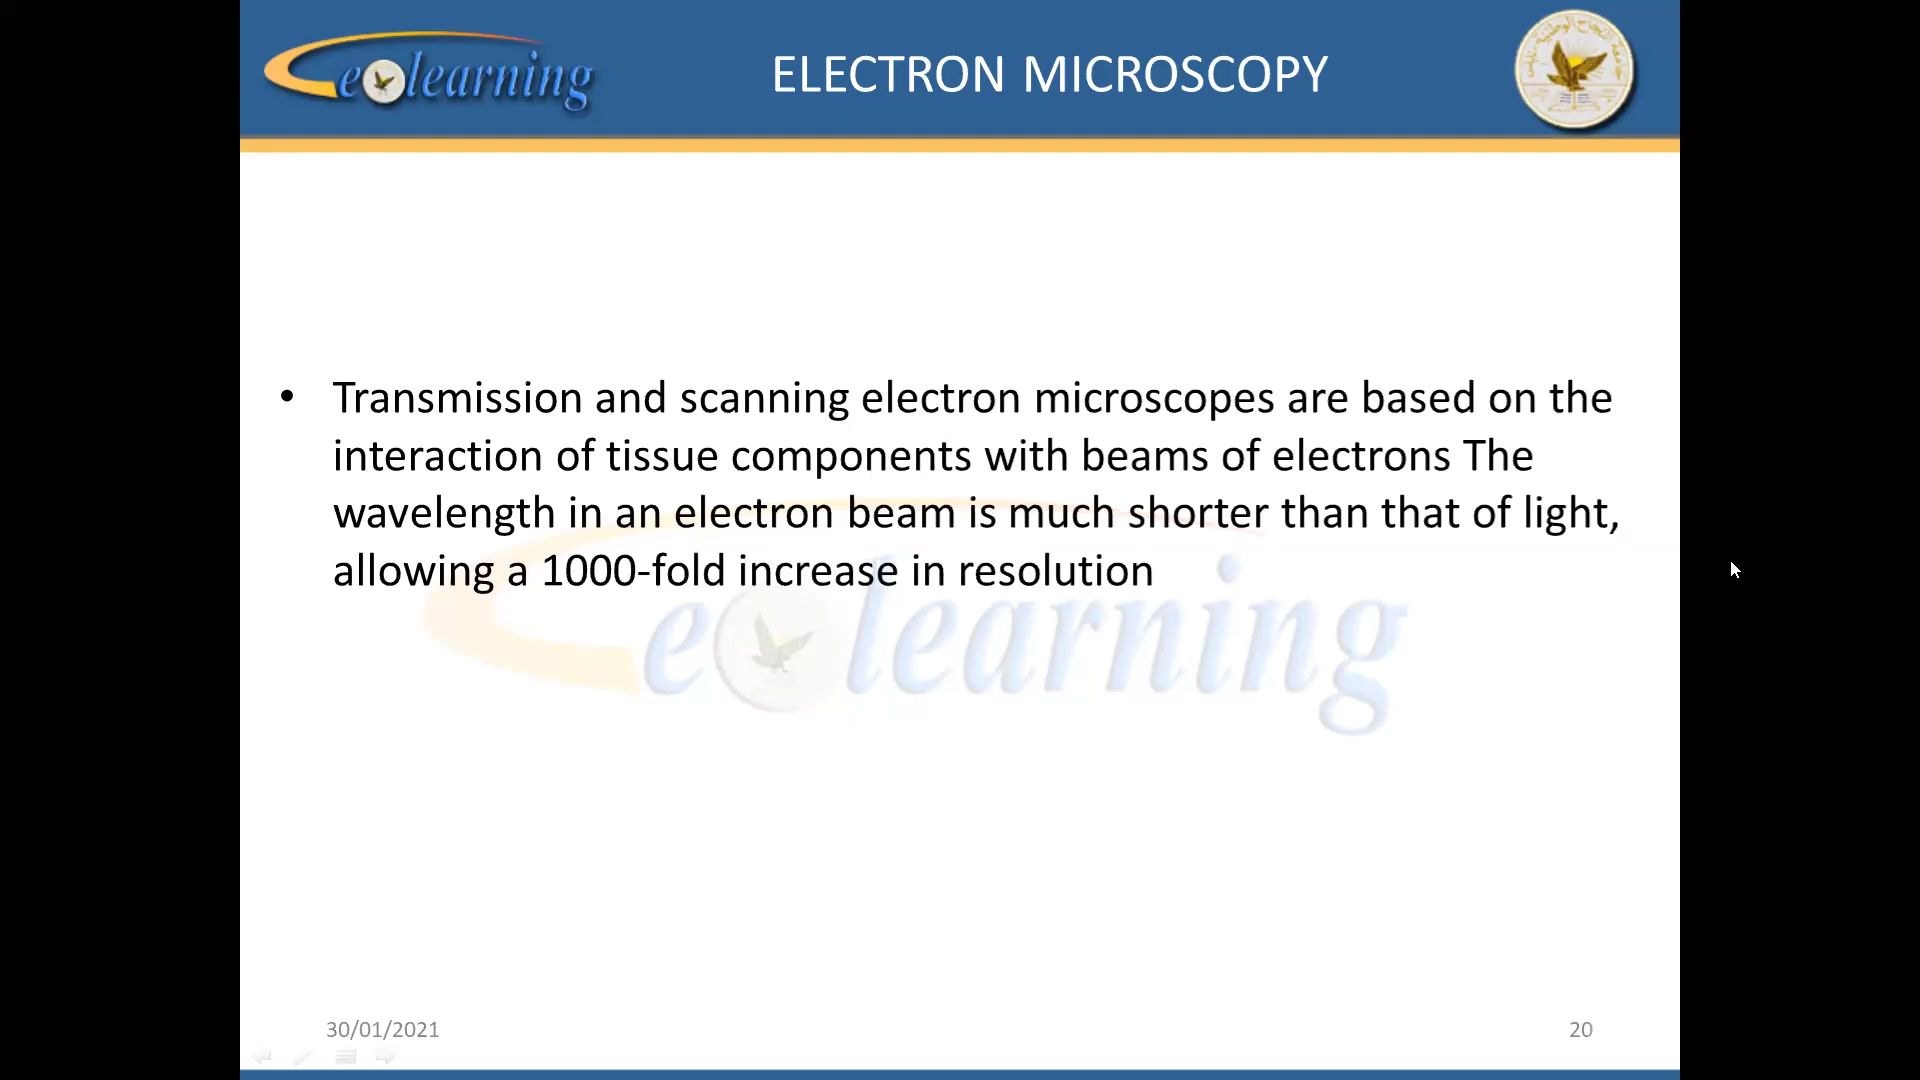 eolearning
ELECTRON MICROSCOPY
• Transmission and scanning electron microscopes are based on the
interaction of tissue components with beams of electrons The
wavelength in an electron beam is much shorter than that of light,
allowing a 1000-fold increase in resolution
eolearning
30/01/2021
20